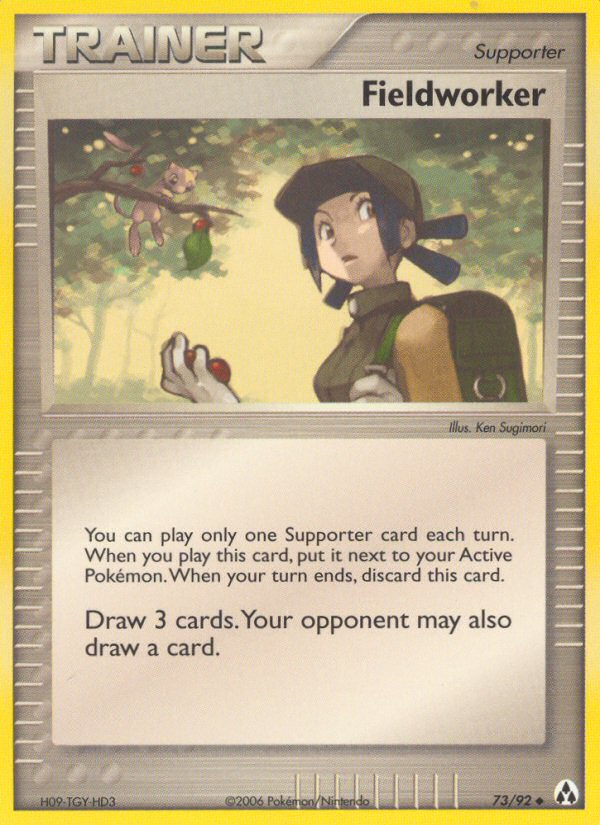 TRAINER
Supporter
Fieldworker
Illus. Ken Sugimori
You can play only one Supporter card each turn.
When you play this card, put it next to your Active
Pokémon. When your turn ends, discard this card.
Draw 3 cards. Your opponent may also
draw a card.
H09-TGY-HD3
©2006 Pokémon/Nintendo
73/92 ◆